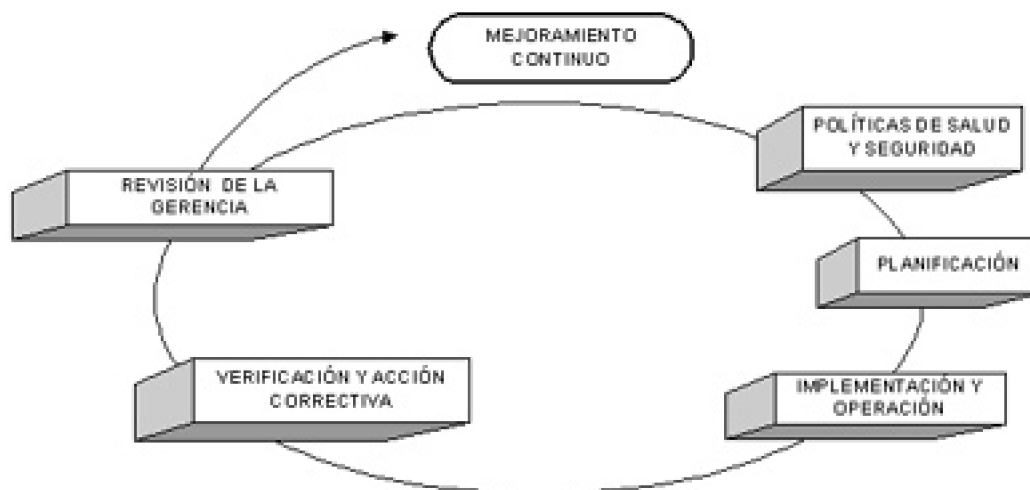 MEJORAMIENTO
CONTINUO
POLÍTICAS DE SALUD
Y SEGURIDAD
REVISIÓN DE LA
GERENCIA
PLANIFICACIÓN
VERIFICACIÓN Y ACCIÓN
CORRECTIVA
IMPLEMENTACIÓN Y
OPERACIÓN